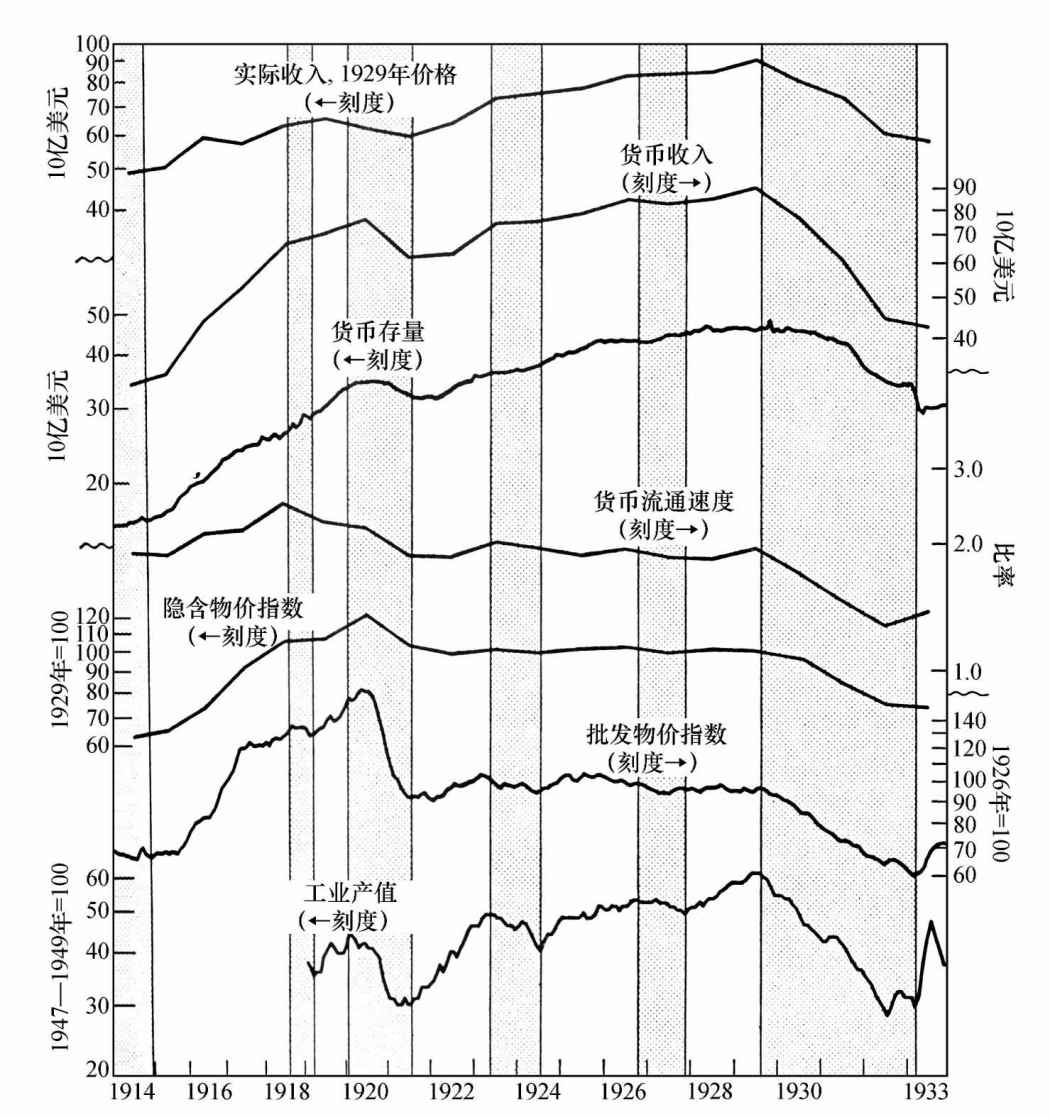 100
90
80
70
60
50
40
10亿美元
实际收入, 1929年价格
(←刻度)
货币收入
(刻度→)
90
80
70
60
50
40
10亿美元
50
40
30
20
10亿美元
货币存量
(←刻度)
货币流通速度
(刻度→)
3.0
2.0
1.0
比率
隐含物价指数
(←刻度)
120
110
100
90
80
70
60
1929年=100
批发物价指数
(刻度→)
140
120
100
90
80
70
60
1926年=100
工业产值
(←刻度)
60
50
40
30
20
1947—1949年=100
1914
1916
1918
1920
1922
1924
1926
1928
1930
1933